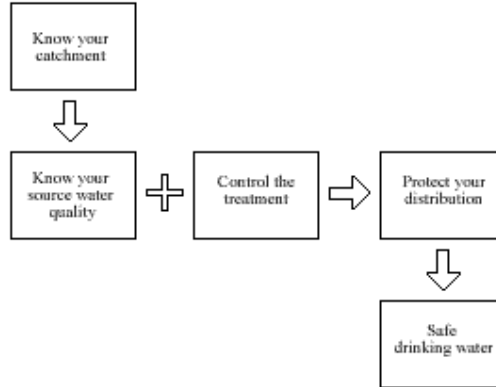 Know your
catchment
Know your
source water
quality
Control the
treatment
Protect your
distribution
Safe
drinking water